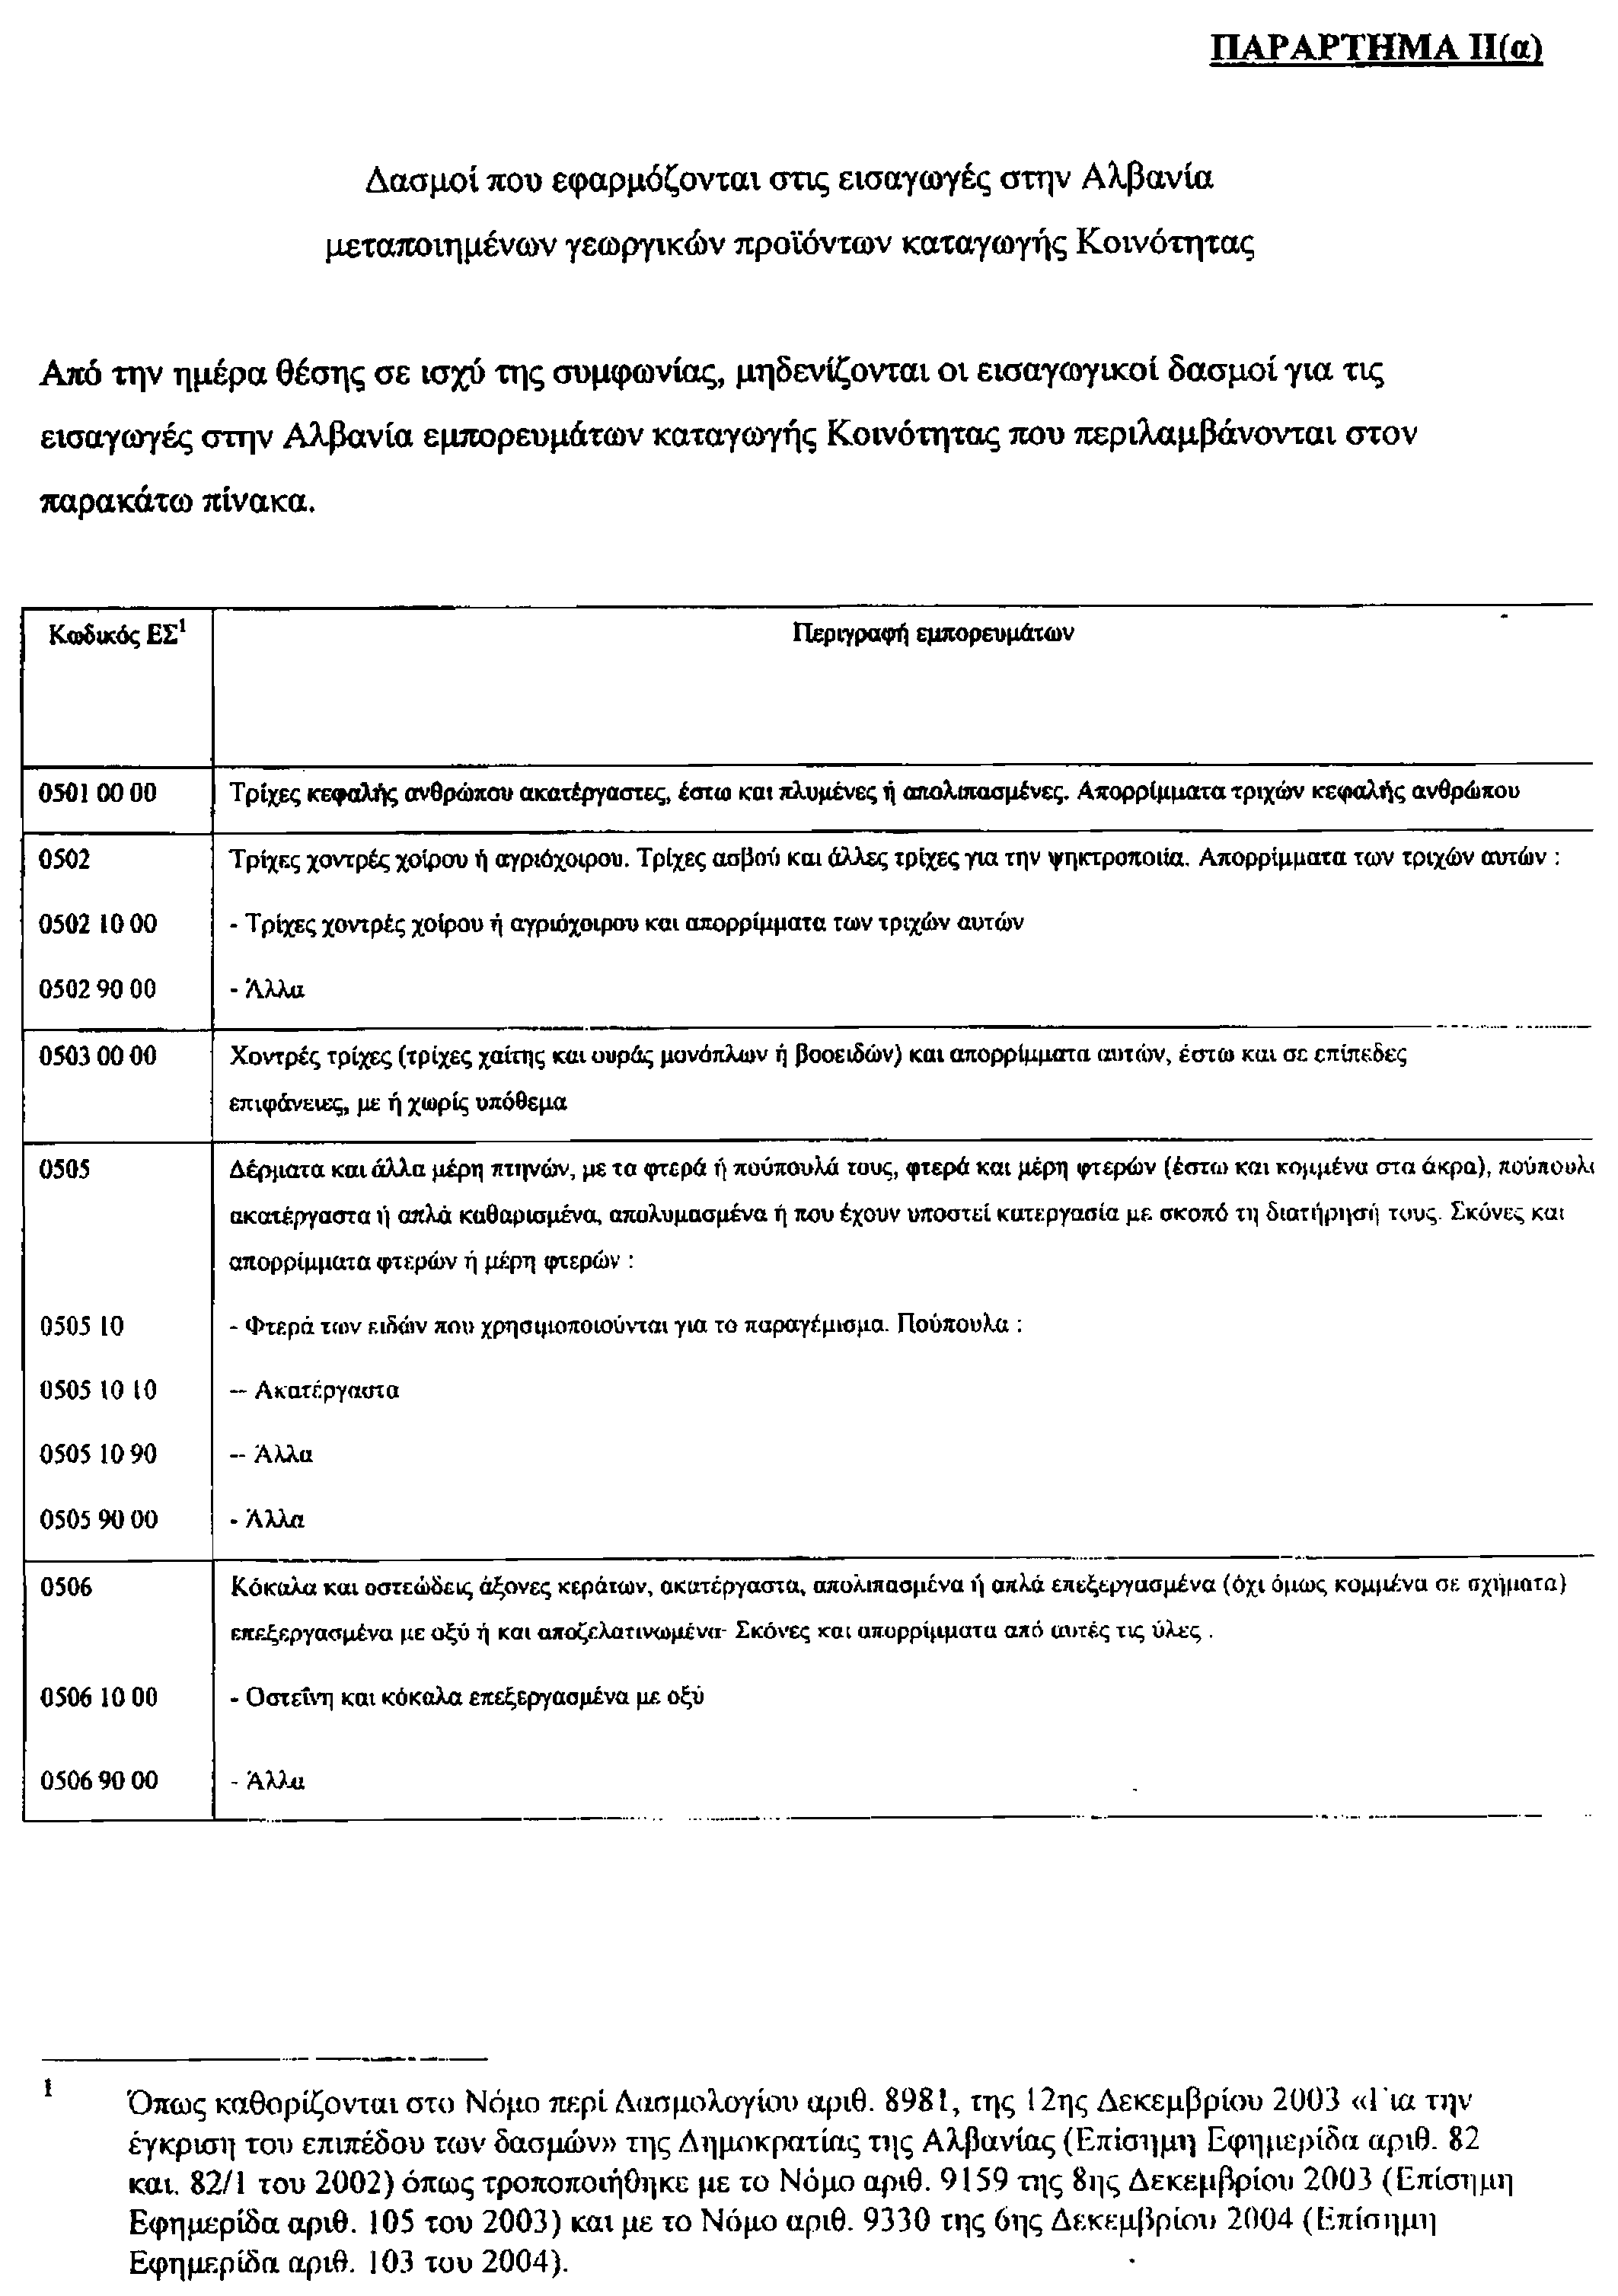 ΠΑΡΑΡΤΗΜΑ ΙΙ(α)
Δασμοί που εφαρμόζονται στις εισαγωγές στην Αλβανία
μεταποιημένων γεωργικών προϊόντων καταγωγής Κοινότητας
Από την ημέρα θέσης σε ισχύ της συμφωνίας, μηδενίζονται οι εισαγωγικοί δασμοί για τις
εισαγωγές στην Αλβανία εμπορευμάτων καταγωγής Κοινότητας που περιλαμβάνονται στον
παρακάτω πίνακα.
Κωδικός ΕΣ¹ Περιγραφή εμπορευμάτων
0501 00 00 Τρίχες κεφαλής ανθρώπου ακατέργαστες, έστω και πλυμένες ή απολιπασμένες. Απορρίμματα τριχών κεφαλής ανθρώπου
0502 Τρίχες χοντρές χοίρου ή αγριόχοιρου. Τρίχες ασβού και άλλες τρίχες για την ψηκτροποιία. Απορρίμματα των τριχών αυτών :
0502 10 00 - Τρίχες χοντρές χοίρου ή αγριόχοιρου και απορρίμματα των τριχών αυτών
0502 90 00 - Άλλα
0503 00 00 Χοντρές τρίχες (τρίχες χαίτης και ουράς μονόπλων ή βοοειδών) και απορρίμματα αυτών, έστω και σε επίπεδες
επιφάνειες, με ή χωρίς υπόθεμα
0505 Δέρματα και άλλα μέρη πτηνών, με τα φτερά ή πούπουλά τους, φτερά και μέρη φτερών (έστω και κομμένα στα άκρα),
ακατέργαστα ή απλά καθαρισμένα, απολυμασμένα ή που έχουν υποστεί κατεργασία με σκοπό τη διατήρησή τους. Σκόνες και
απορρίμματα φτερών ή μέρη φτερών :
0505 10 - Φτερά των ειδών που χρησιμοποιούνται για το παραγέμισμα. Πούπουλα :
0505 10 10 -- Ακατέργαστα
0505 10 90 -- Άλλα
0505 90 00 - Άλλα
0506 Κόκαλα και οστεώδεις άξονες κεράτων, ακατέργαστα, απολιπασμένα ή απλά επεξεργασμένα (όχι όμως κομμένα σε σχήματα)
επεξεργασμένα με οξύ ή και αποζελατινωμένα· Σκόνες και απορρίμματα από αυτές τις ύλες .
0506 10 00 - Οστεΐνη και κόκαλα επεξεργασμένα με οξύ
0506 90 00 - Άλλα
1 Όπως καθορίζονται στο Νόμο περί Δασμολογίου αριθ. 8981, της 12ης Δεκεμβρίου 2003 «Για την
έγκριση του επιπέδου των δασμών» της Δημοκρατίας της Αλβανίας (Επίσημη Εφημερίδα αριθ. 82
και. 82/1 του 2002) όπως τροποποιήθηκε με το Νόμο αριθ. 9159 της 8ης Δεκεμβρίου 2003 (Επίσημη
Εφημερίδα αριθ. 105 του 2003) και με το Νόμο αριθ. 9330 της 6ης Δεκεμβρίου 2004 (Επίσημη
Εφημερίδα αριθ. 103 του 2004).